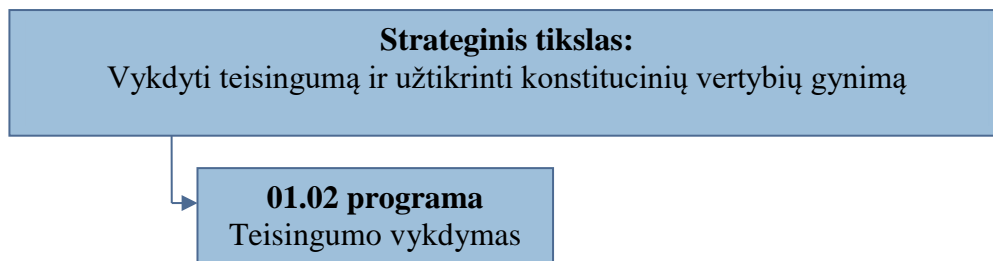 Strateginis tikslas:
Vykdyti teisingumą ir užtikrinti konstitucinių vertybių gynimą
01.02 programa
Teisingumo vykdymas